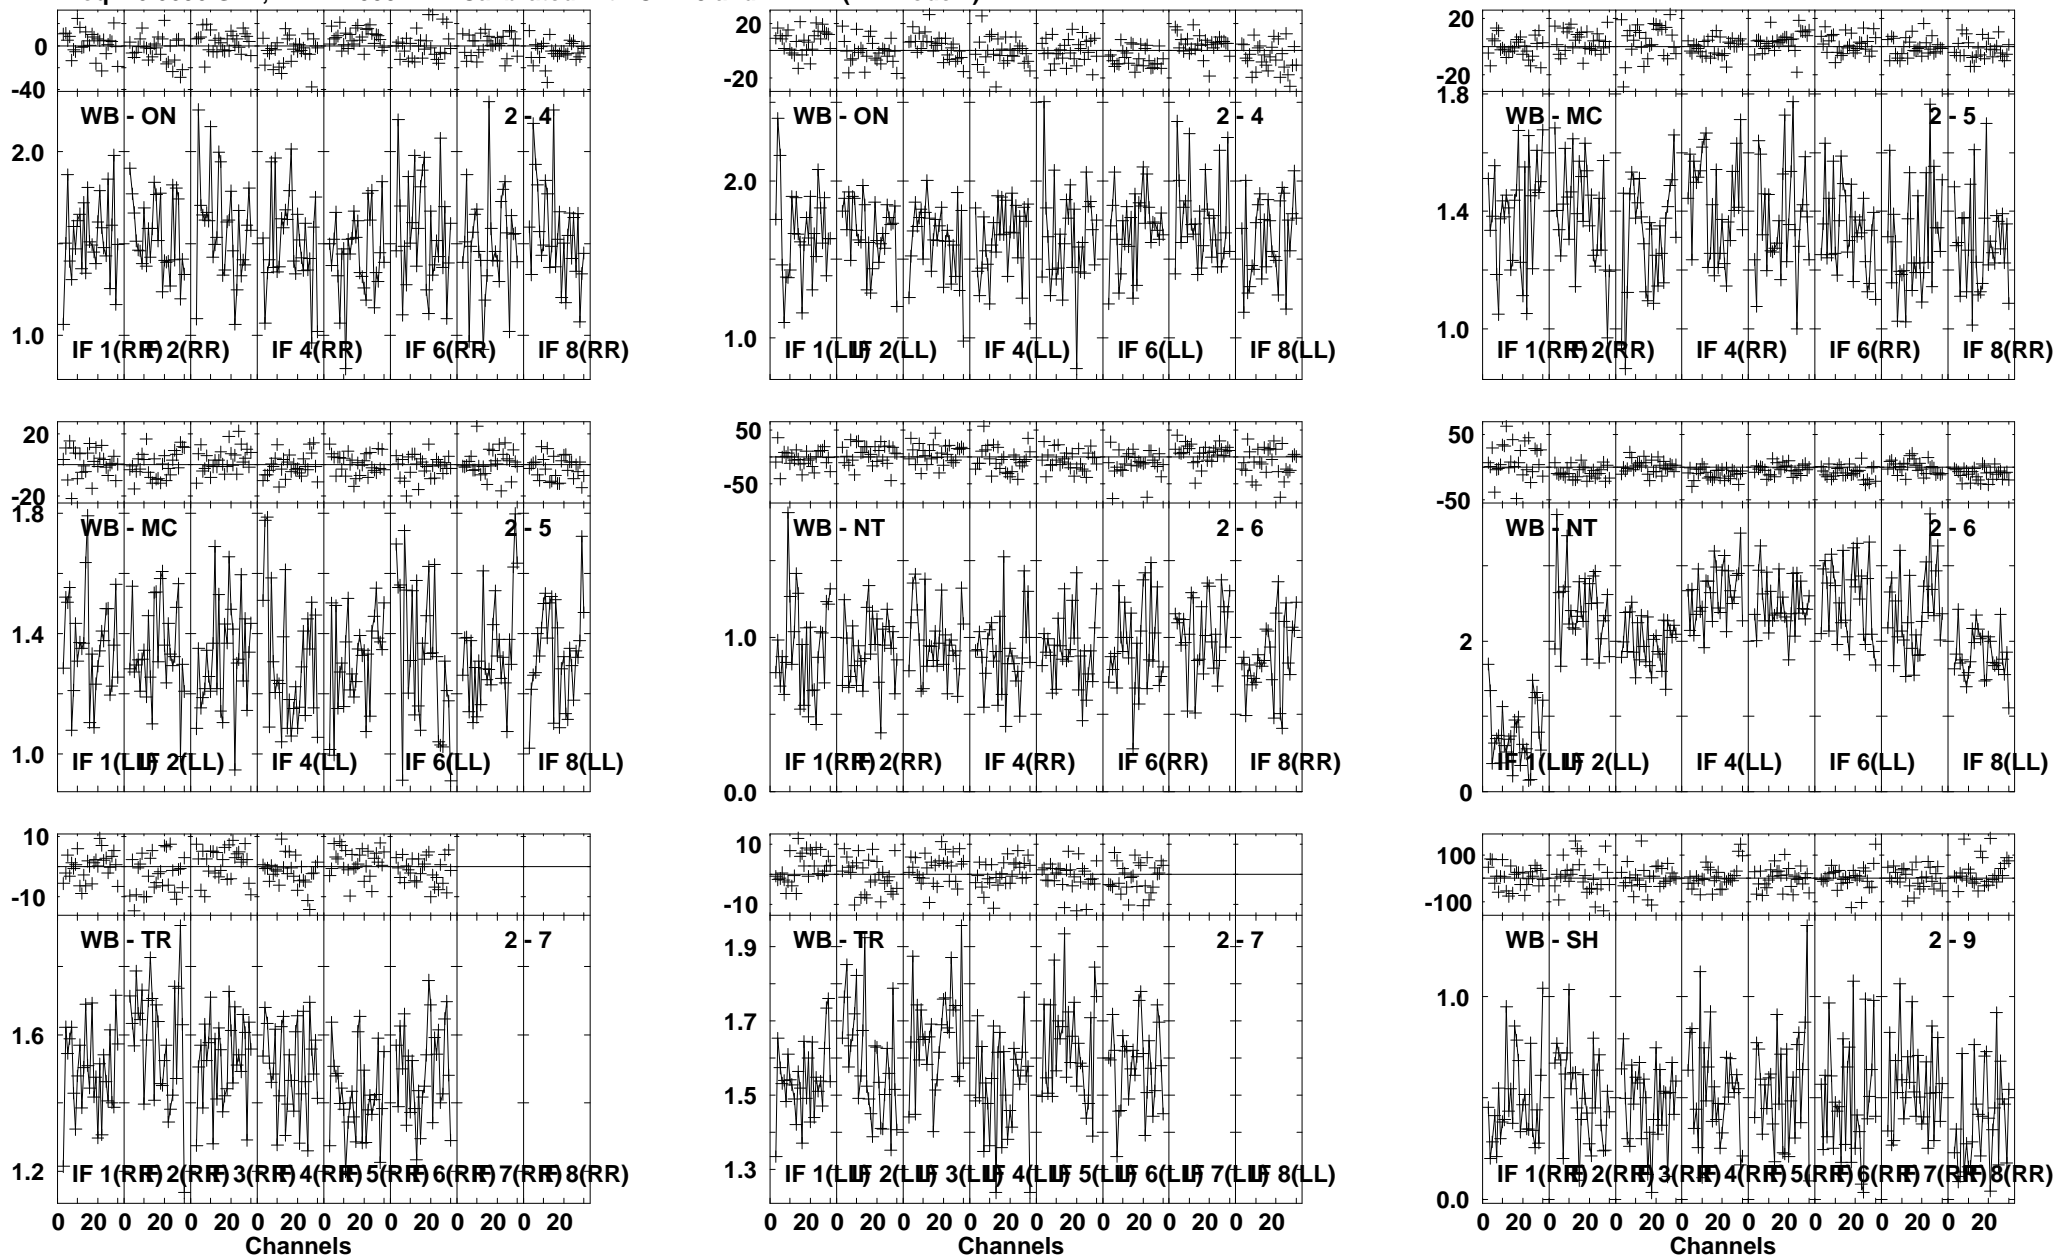 20
20
0
0
-20
-20
-40
1.8
WB - ON 2 - 4
WB - ON 2 - 4
WB - MC 2 - 5
2.0
2.0
1.4
1.0
1.0
1.0
IF 1(RR) IF 2(RR) IF 4(RR) IF 6(RR) IF 8(RR)
IF 1(LL) IF 2(LL) IF 4(LL) IF 6(LL) IF 8(LL)
IF 1(RR) IF 2(RR) IF 4(RR) IF 6(RR) IF 8(RR)
20
50
50
-20
-50
-50
1.8
WB - MC 2 - 5
WB - NT 2 - 6
WB - NT 2 - 6
1.4
1.0
2
1.0
IF 1(LL) IF 2(LL) IF 4(LL) IF 6(LL) IF 8(LL)
IF 1(RR) IF 2(RR) IF 4(RR) IF 6(RR) IF 8(RR)
IF 1(LL) IF 2(LL) IF 4(LL) IF 6(LL) IF 8(LL)
0.0
0
10
10
100
-10
-10
-100
WB - TR 2 - 7
WB - TR 2 - 7
WB - SH 2 - 9
1.9
1.0
1.6
1.7
1.5
1.2
1.3
0.0
IF 1(RR) IF 2(RR) IF 3(RR) IF 4(RR) IF 5(RR) IF 6(RR) IF 7(RR) IF 8(RR)
IF 1(LL) IF 2(LL) IF 3(LL) IF 4(LL) IF 5(LL) IF 6(LL) IF 7(LL) IF 8(LL)
IF 1(RR) IF 2(RR) IF 3(RR) IF 4(RR) IF 5(RR) IF 6(RR) IF 7(RR) IF 8(RR)
0 20 0 20 0 20 0 20 0 20 0 20 0 20 0 20
0 20 0 20 0 20 0 20 0 20 0 20 0 20 0 20
0 20 0 20 0 20 0 20 0 20 0 20 0 20 0 20
Channels
Channels
Channels